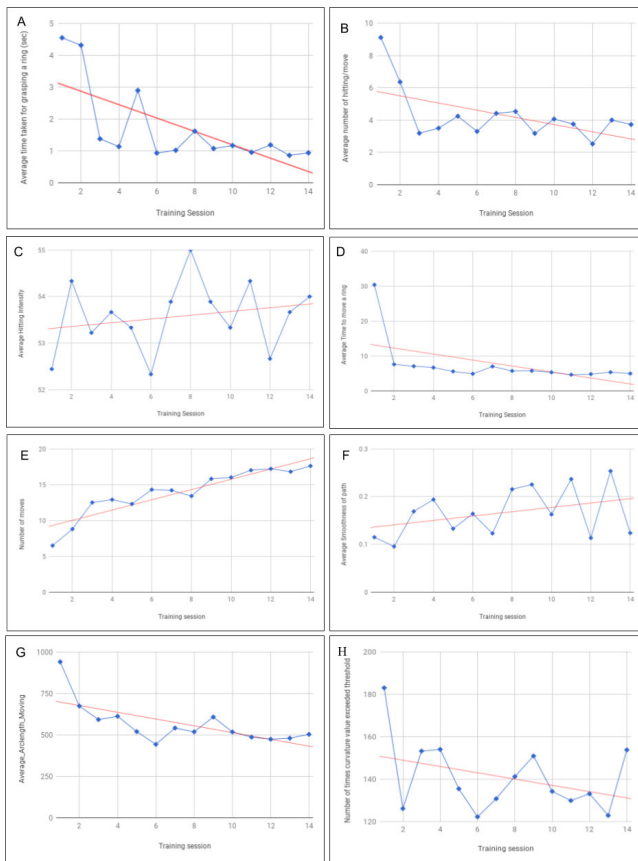 A
Average time taken for grasping a ring (sec)
5
4
3
2
1
0
2 4 6 8 10 12 14
Training Session
B
Average number of hitting/move
10
8
6
4
2
0
2 4 6 8 10 12 14
Training Session
C
Average Hitting Intensity
55
54
53
52
2 4 6 8 10 12 14
Training Session
D
Average Time to move a ring
40
30
20
10
0
2 4 6 8 10 12 14
Training Session
E
Number of moves
20
15
10
5
0
2 4 6 8 10 12 14
Training session
F
Average Smoothness of path
0.3
0.2
0.1
0
2 4 6 8 10 12 14
Training session
G
Average_Arclength_Moving
1000
750
500
250
0
2 4 6 8 10 12 14
Training session
H
Number of times curvature value exceeded threshold
200
180
160
140
120
2 4 6 8 10 12 14
Training session